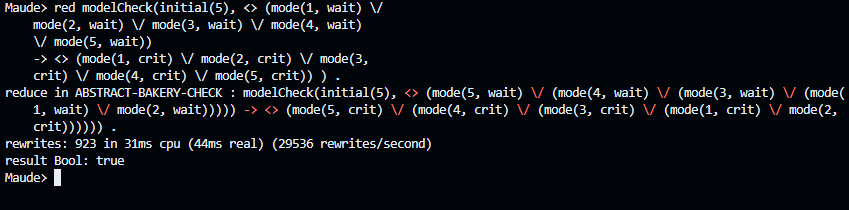 Maude> red modelCheck(initial(5), <> (mode(1, wait) \/
mode(2, wait) \/ mode(3, wait) \/ mode(4, wait)
\/ mode(5, wait))
-> <> (mode(1, crit) \/ mode(2, crit) \/ mode(3,
crit) \/ mode(4, crit) \/ mode(5, crit)) ) .
reduce in ABSTRACT-BAKERY-CHECK : modelCheck(initial(5), <> (mode(5, wait) \/ (mode(4, wait) \/ (mode(3, wait) \/ (mode(
1, wait) \/ mode(2, wait))))) -> <> (mode(5, crit) \/ (mode(4, crit) \/ (mode(3, crit) \/ (mode(1, crit) \/ mode(2,
crit)))))) .
rewrites: 923 in 31ms cpu (44ms real) (29536 rewrites/second)
result Bool: true
Maude>